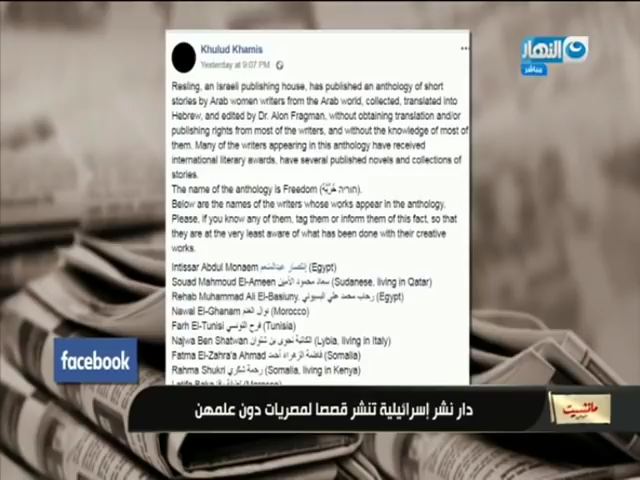 Khulud Khamis
Yesterday at 9:07 PM
النهار
مباشر
Resling, an Israeli publishing house, has published an anthology of short
stories by Arab women writers from the Arab world, collected, translated into
Hebrew, and edited by Dr. Alon Fragman, without obtaining translation and/or
publishing rights from most of the writers, and without the knowledge of most of
them. Many of the writers appearing in this anthology have received
international literary awards, have several published novels and collections of
stories.
The name of the anthology is Freedom (חוריה حُرِّيَّة).
Below are the names of the writers whose works appear in the anthology.
Please, if you know any of them, tag them or inform them of this fact, so that
they are at the very least aware of what has been done with their creative
works.
Intissar Abdul Monaem إنتصار عبدالمنعم (Egypt)
Souad Mahmoud El-Ameen سعاد محمود الأمين (Sudanese, living in Qatar)
Rehab Muhammad Ali El-Basiuny, رحاب محمد علي البسيوني (Egypt)
Nawal El-Ghanam نوال الغنم (Morocco)
Farh El-Tunisi فرح التونسي (Tunisia)
Najwa Ben Shatwan الكاتبة نجوى بن شتوان (Lybia, living in Italy)
Fatma El-Zahra'a Ahmad فاطمة الزهراء أحمد (Somalia)
Rahma Shukri رحمة شكري (Somalia, living in Kenya)
facebook
دار نشر إسرائيلية تنشر قصصا لمصريات دون علمهن
مانشيت